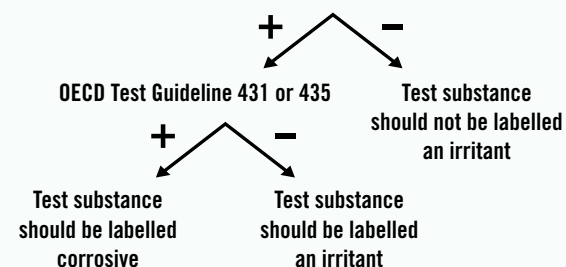 + −
OECD Test Guideline 431 or 435
Test substance
should not be labelled
an irritant
+ −
Test substance
should be labelled
corrosive
Test substance
should be labelled
an irritant